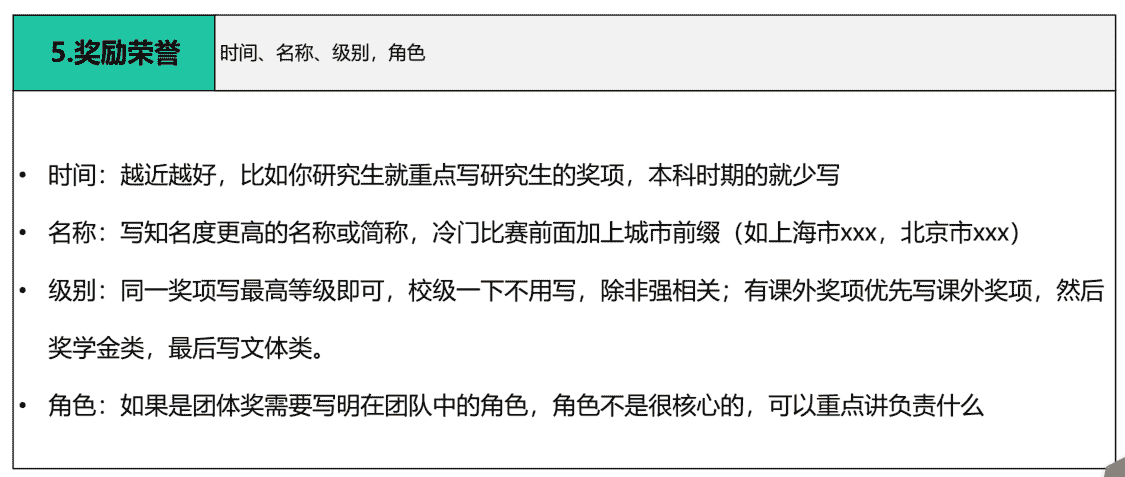 5.奖励荣誉
时间、名称、级别，角色
• 时间：越近越好，比如你研究生就重点写研究生的奖项，本科时期的就少写
• 名称：写知名度更高的名称或简称，冷门比赛前面加上城市前缀（如上海市xxx，北京市xxx）
• 级别：同一奖项写最高等级即可，校级一下不用写，除非强相关；有课外奖项优先写课外奖项，然后
奖学金类，最后写文体类。
• 角色：如果是团体奖需要写明在团队中的角色，角色不是很核心的，可以重点讲负责什么